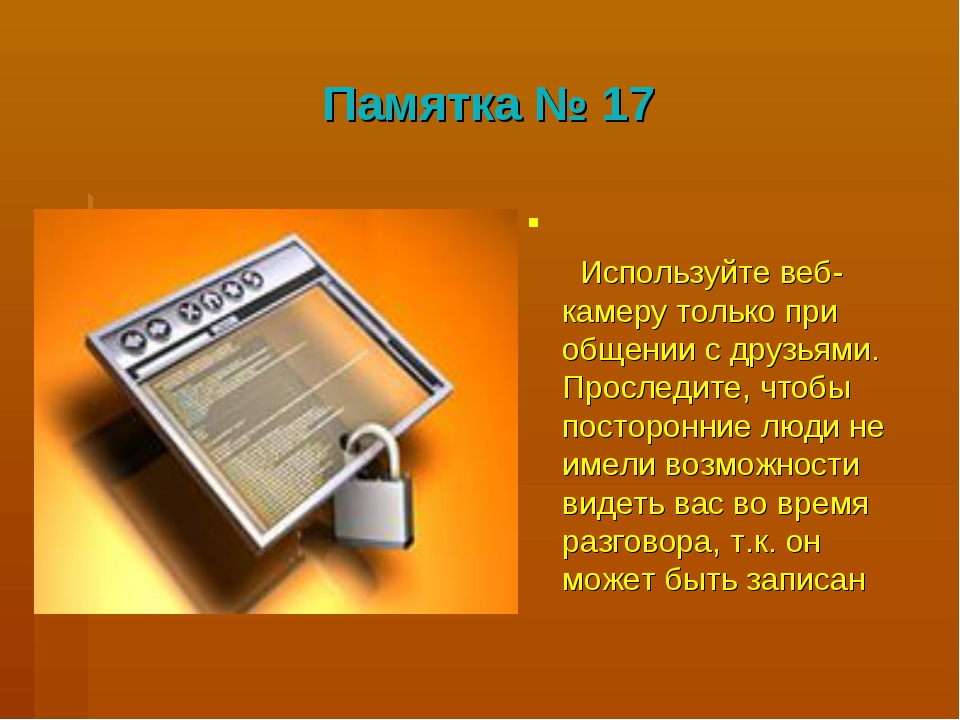 Памятка № 17
Используйте веб-
камеру только при
общении с друзьями.
Проследите, чтобы
посторонние люди не
имели возможности
видеть вас во время
разговора, т.к. он
может быть записан